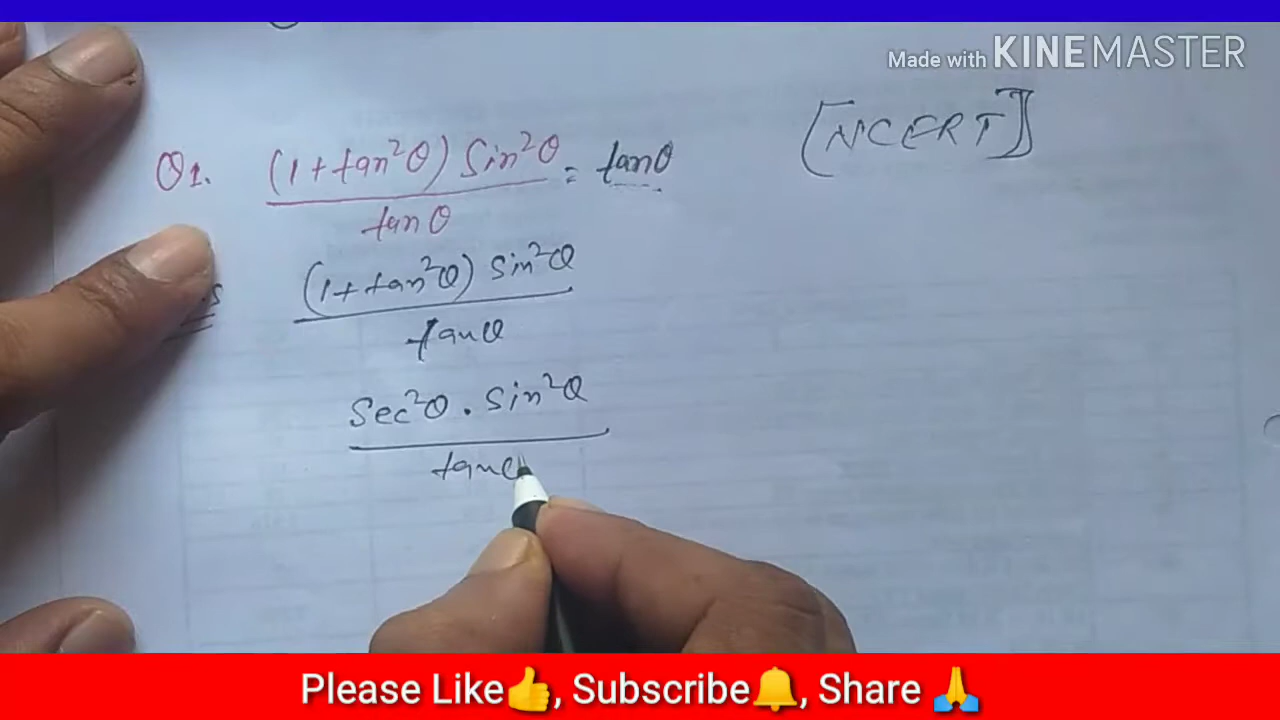 Made with KINEMASTER
[NCERT]
Q1. (1+tan²θ) Sin²θ = tanθ
tanθ
(1+tan²θ) Sin²θ
tanθ
Sec²θ . Sin²θ
tanθ
Please Like👍, Subscribe🔔, Share 🙏